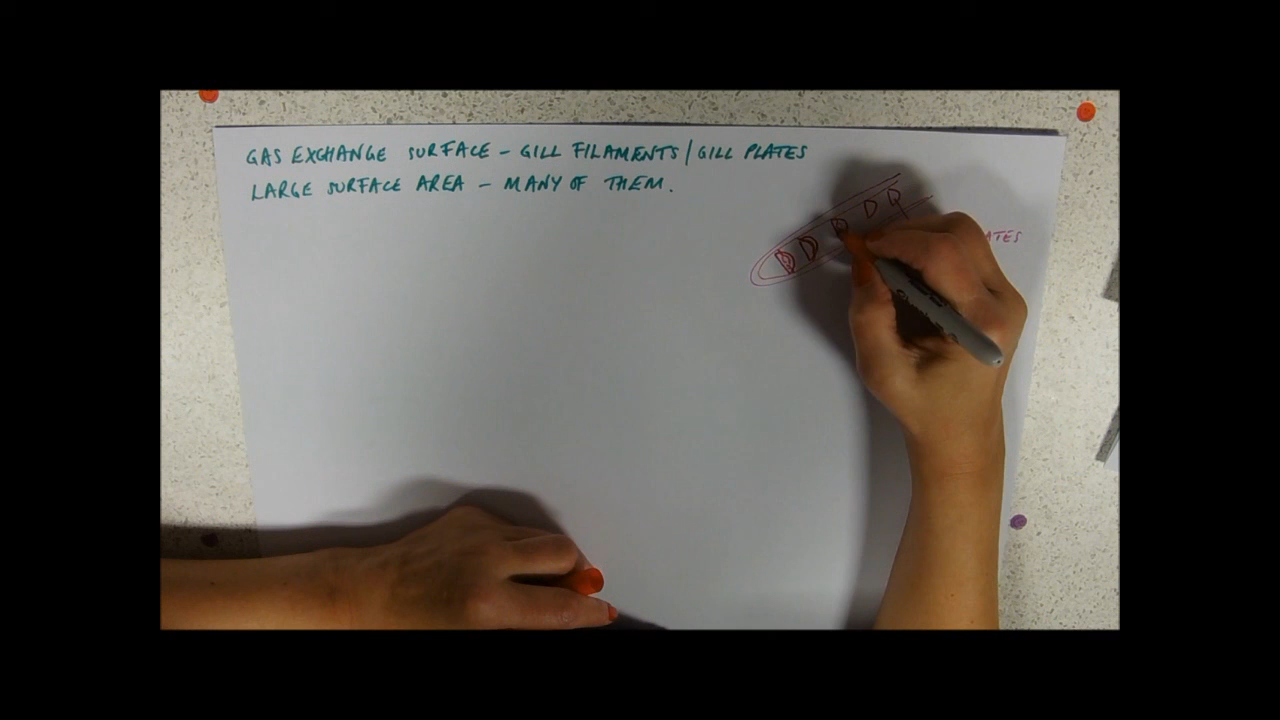 GAS EXCHANGE SURFACE - GILL FILAMENTS/GILL PLATES
LARGE SURFACE AREA - MANY OF THEM.